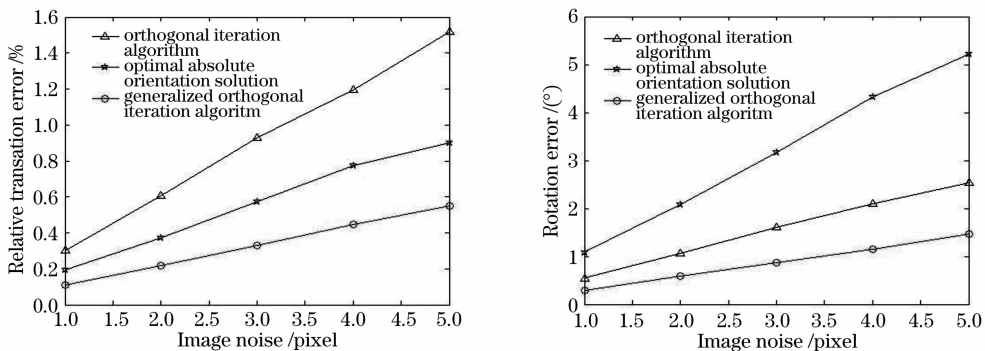 Relative transation error /%
1.6
1.4
1.2
1.0
0.8
0.6
0.4
0.2
0.0
orthogonal iteration
algorithm
optimal absolute
orientation solution
generalized orthogonal
iteration algoritm
1.0 1.5 2.0 2.5 3.0 3.5 4.0 4.5 5.0
Image noise /pixel
Rotation error /(°)
6
5
4
3
2
1
0
orthogonal iteration
algorithm
optimal absolute
orientation solution
generalized orthogonal
iteration algoritm
1.0 1.5 2.0 2.5 3.0 3.5 4.0 4.5 5.0
Image noise /pixel